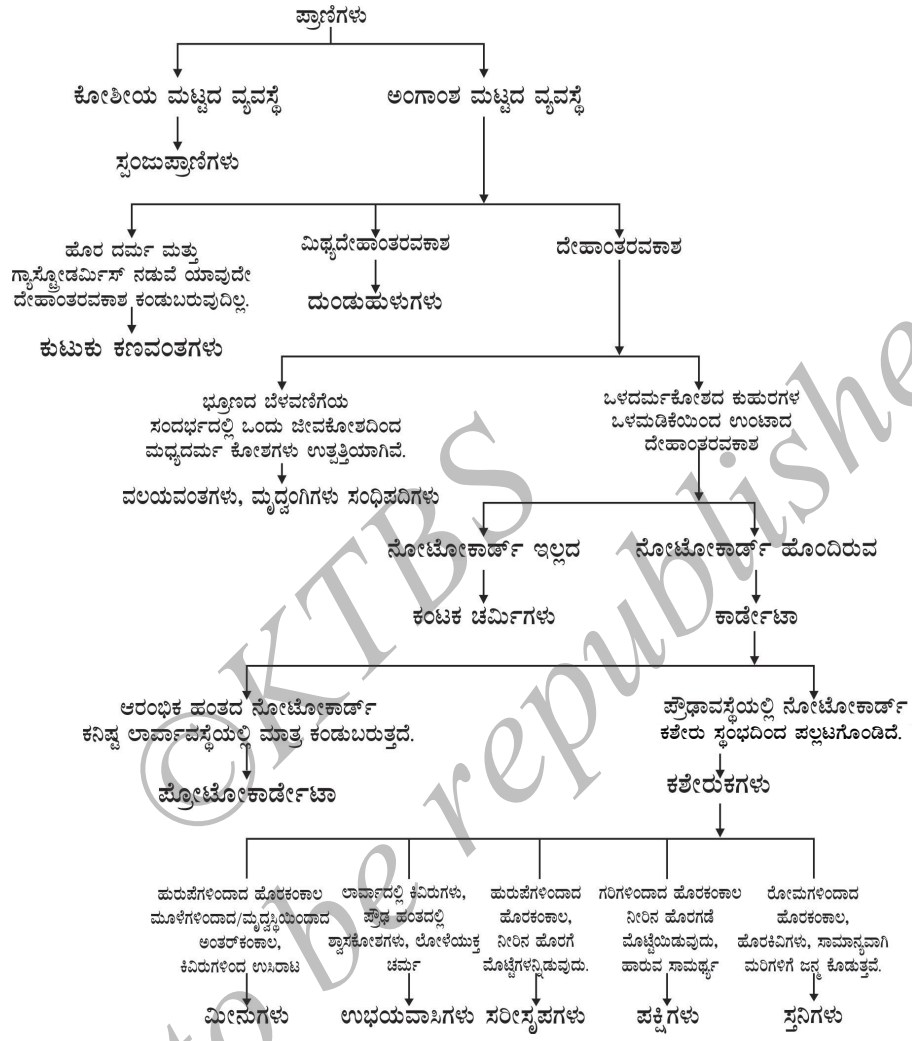 ಪ್ರಾಣಿಗಳು
ಕೋಶೀಯ ಮಟ್ಟದ ವ್ಯವಸ್ಥೆ
ಅಂಗಾಂಶ ಮಟ್ಟದ ವ್ಯವಸ್ಥೆ
ಸ್ಪಂಜುಪ್ರಾಣಿಗಳು
ಹೊರ ದರ್ಮ ಮತ್ತು
ಗ್ಯಾಸ್ಟ್ರೋಡರ್ಮಿಸ್ ನಡುವೆ ಯಾವುದೇ
ದೇಹಾಂತರವಕಾಶ ಕಂಡುಬರುವುದಿಲ್ಲ.
ಮಿಥ್ಯದೇಹಾಂತರವಕಾಶ
ದೇಹಾಂತರವಕಾಶ
ದುಂಡುಹುಳುಗಳು
ಕುಟುಕು ಕಣವಂತಗಳು
ಭ್ರೂಣದ ಬೆಳವಣಿಗೆಯ
ಸಂದರ್ಭದಲ್ಲಿ ಒಂದು ಜೀವಕೋಶದಿಂದ
ಮಧ್ಯದರ್ಮ ಕೋಶಗಳು ಉತ್ಪತ್ತಿಯಾಗಿವೆ.
ಒಳದರ್ಮಕೋಶದ ಕುಹುರಗಳ
ಒಳಮಡಿಕೆಯಿಂದ ಉಂಟಾದ
ದೇಹಾಂತರವಕಾಶ
ವಲಯವಂತಗಳು, ಮೃದ್ವಂಗಿಗಳು ಸಂಧಿಪದಿಗಳು
ನೋಟೋಕಾರ್ಡ್ ಇಲ್ಲದ
ನೋಟೋಕಾರ್ಡ್ ಹೊಂದಿರುವ
ಕಂಟಕ ಚರ್ಮಿಗಳು
ಕಾರ್ಡೇಟಾ
ಆರಂಭಿಕ ಹಂತದ ನೋಟೋಕಾರ್ಡ್
ಕನಿಷ್ಟ ಲಾರ್ವಾವಸ್ಥೆಯಲ್ಲಿ ಮಾತ್ರ ಕಂಡುಬರುತ್ತದೆ.
ಪ್ರೌಢಾವಸ್ಥೆಯಲ್ಲಿ ನೋಟೋಕಾರ್ಡ್
ಕಶೇರು ಸ್ಥಂಭದಿಂದ ಪಲ್ಲಟಗೊಂಡಿದೆ.
ಪ್ರೋಟೋಕಾರ್ಡೇಟಾ
ಕಶೇರುಕಗಳು
ಹುರುಪೆಗಳಿಂದಾದ ಹೊರಕಂಕಾಲ
ಮೂಳೆಗಳಿಂದಾದ/ಮೃದ್ವಸ್ಥಿಯಿಂದಾದ
ಅಂತರ್‌ಕಂಕಾಲ,
ಕಿವಿರುಗಳಿಂದ ಉಸಿರಾಟ
ಲಾರ್ವಾದಲ್ಲಿ ಕಿವಿರುಗಳು,
ಪ್ರೌಢ ಹಂತದಲ್ಲಿ
ಶ್ವಾಸಕೋಶಗಳು, ಲೋಳೆಯುಕ್ತ
ಚರ್ಮ
ಹುರುಪೆಗಳಿಂದಾದ
ಹೊರಕಂಕಾಲ,
ನೀರಿನ ಹೊರಗೆ
ಮೊಟ್ಟೆಗಳನ್ನಿಡುವುದು.
ಗರಿಗಳಿಂದಾದ ಹೊರಕಂಕಾಲ
ನೀರಿನ ಹೊರಗಡೆ
ಮೊಟ್ಟೆಯಿಡುವುದು,
ಹಾರುವ ಸಾಮರ್ಥ್ಯ
ರೋಮಗಳಿಂದಾದ
ಹೊರಕಂಕಾಲ,
ಹೊರಕಿವಿಗಳು, ಸಾಮಾನ್ಯವಾಗಿ
ಮರಿಗಳಿಗೆ ಜನ್ಮ ಕೊಡುತ್ತವೆ.
ಮೀನುಗಳು
ಉಭಯವಾಸಿಗಳು
ಸರೀಸೃಪಗಳು
ಪಕ್ಷಿಗಳು
ಸ್ತನಿಗಳು
©KTBS
to be republishe